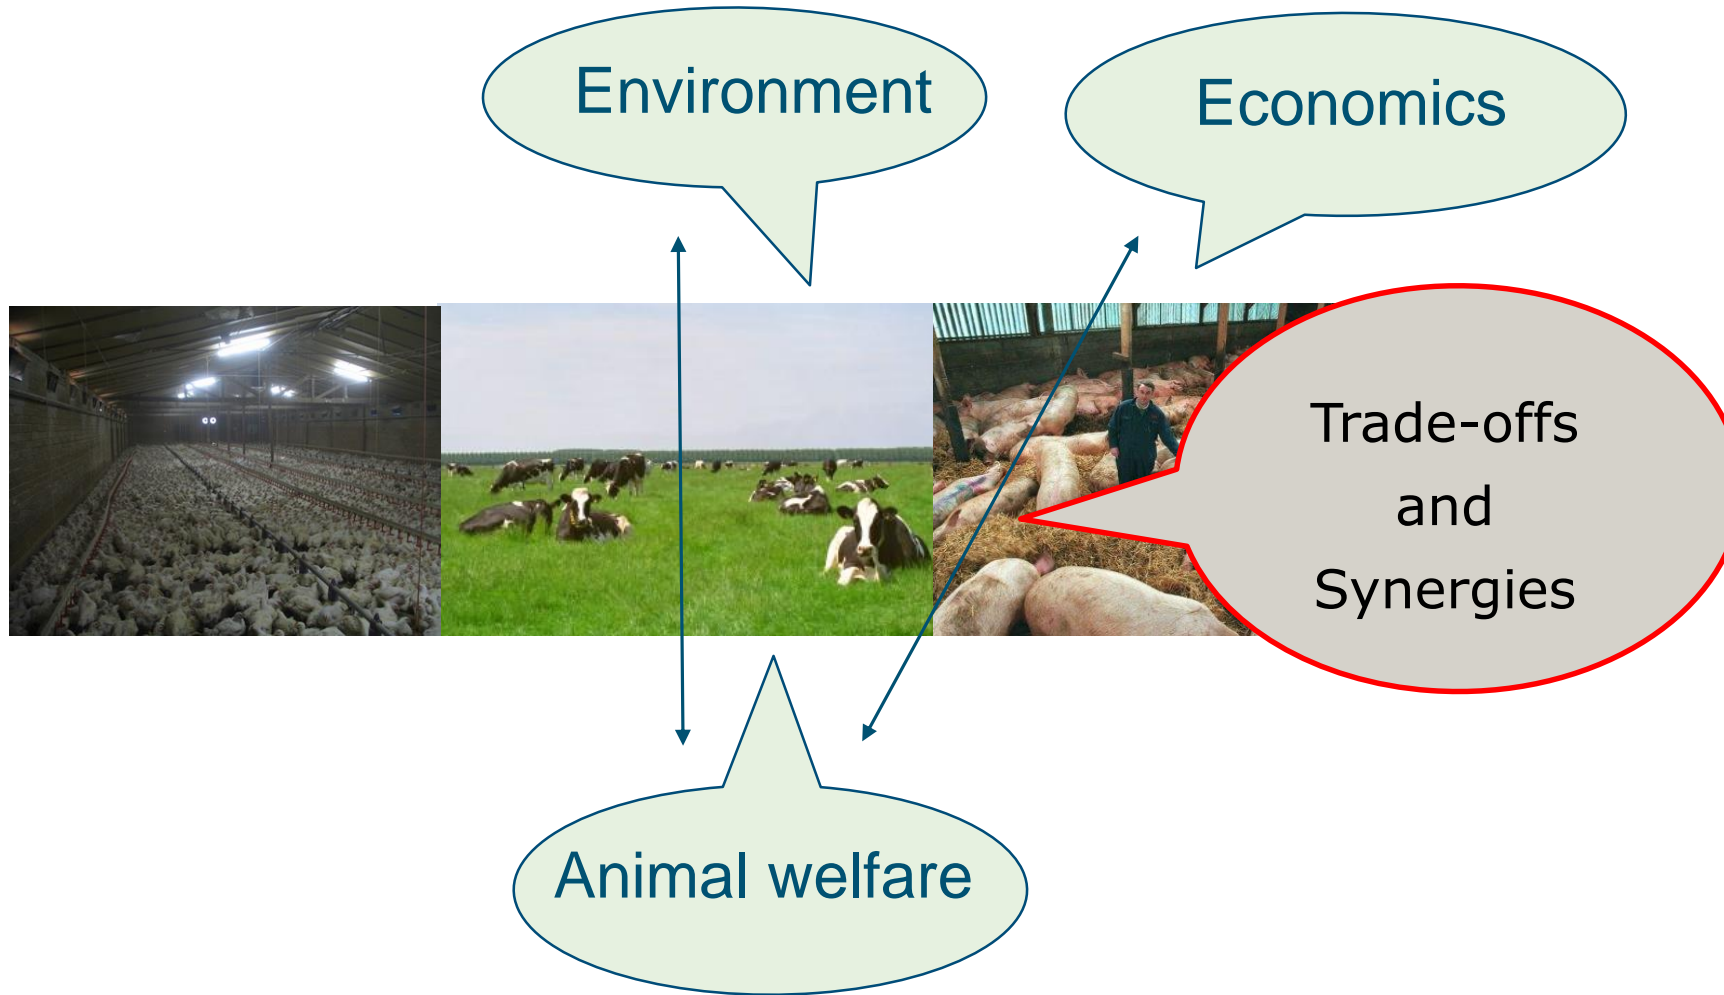 Environment
Economics
Trade-offs
and
Synergies
Animal welfare